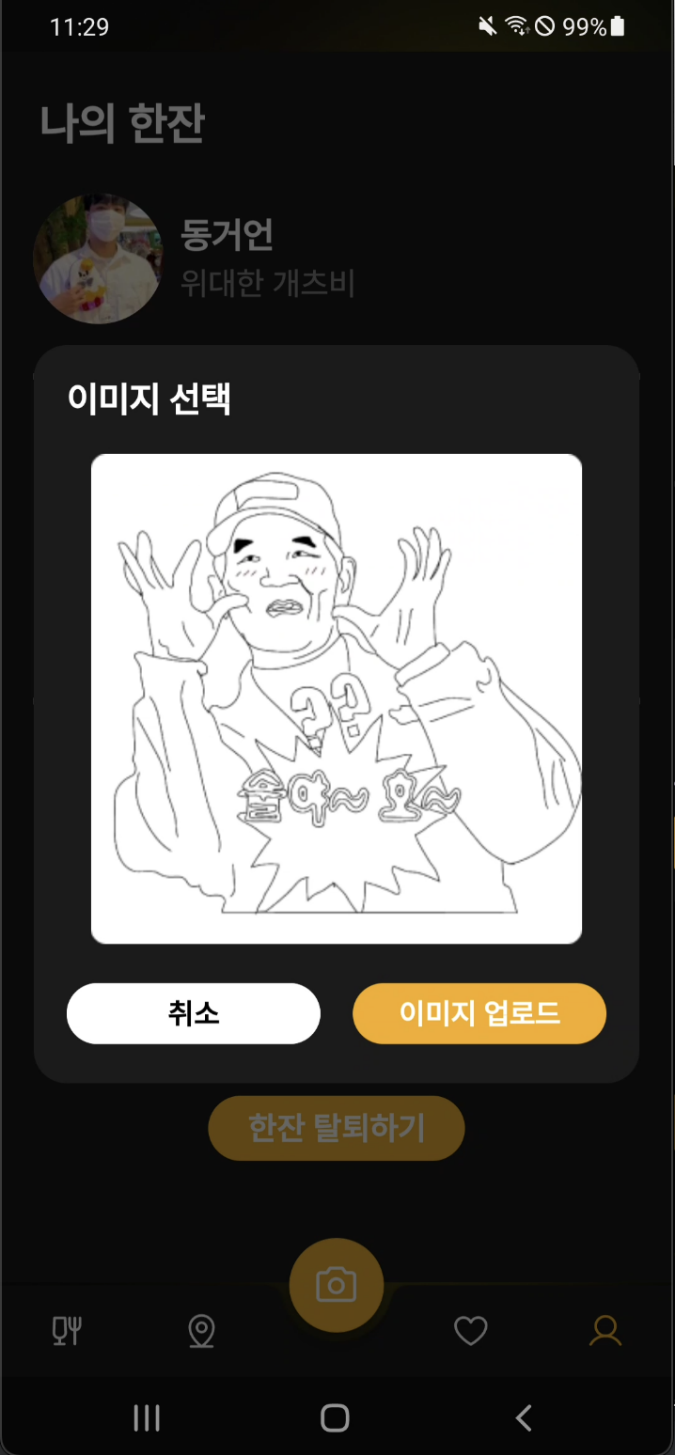 11:29
99%
나의 한잔
동거언
위대한 개츠비
이미지 선택
??
술아~ 오~
취소
이미지 업로드
한잔 탈퇴하기